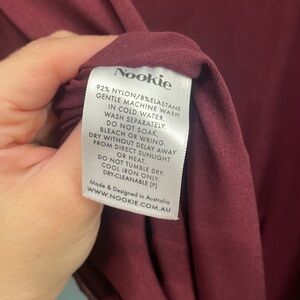 Nookie
92% NYLON/8%ELASTANE
GENTLE MACHINE WASH
IN COLD WATER.
WASH SEPARATELY.
DO NOT SOAK,
BLEACH OR WRING.
DRY WITHOUT DELAY AWAY
FROM DIRECT SUNLIGHT
OR HEAT.
DO NOT TUMBLE DRY.
COOL IRON ONLY.
DRY-CLEANABLE [P]
Made & Designed in Australia
WWW.NOOKIE.COM.AU